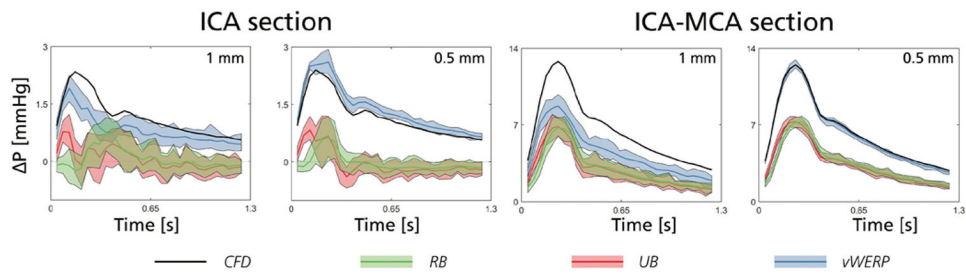 ICA section
ICA-MCA section
ΔP [mmHg]
3
1.5
0
1 mm
0
0.65
1.3
Time [s]
3
1.5
0
0.5 mm
0
0.65
1.3
Time [s]
14
7
0
1 mm
0
0.65
1.3
Time [s]
14
7
0
0.5 mm
0
0.65
1.3
Time [s]
CFD RB UB vWERP